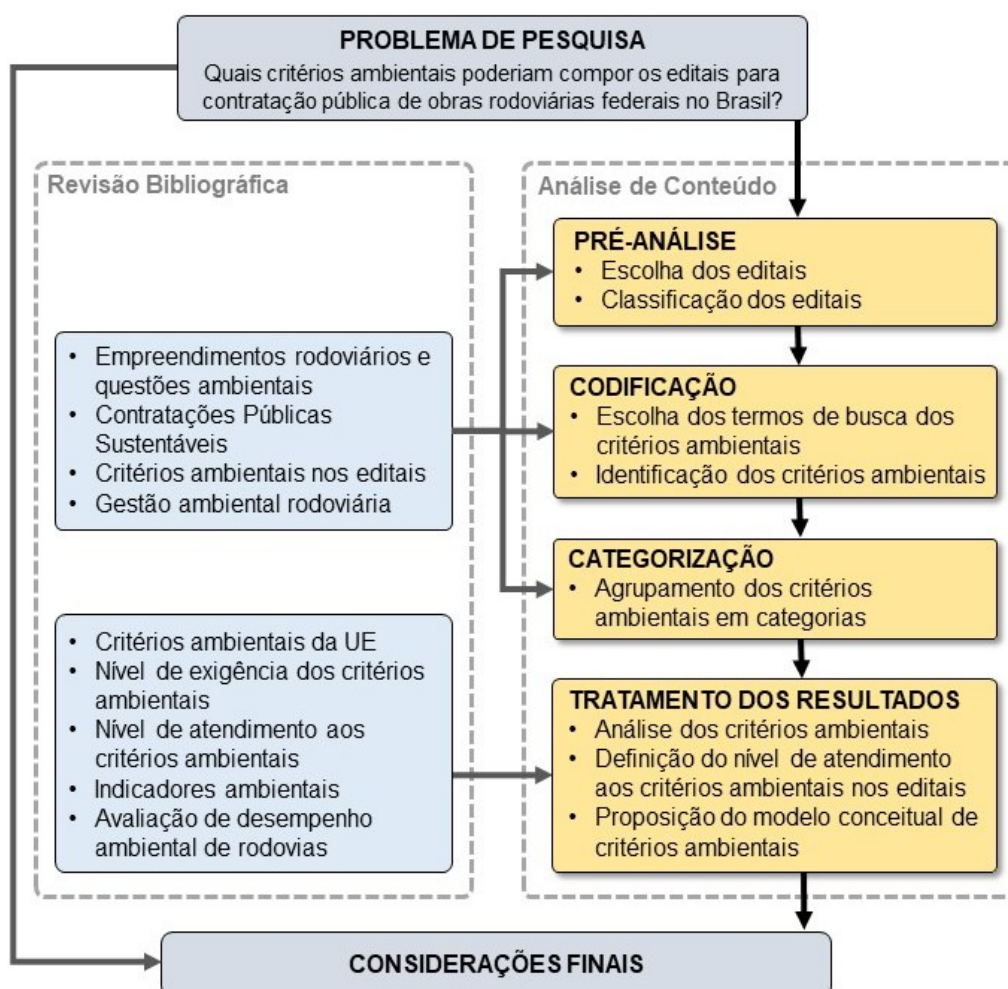 PROBLEMA DE PESQUISA
Quais critérios ambientais poderiam compor os editais para
contratação pública de obras rodoviárias federais no Brasil?
Revisão Bibliográfica
• Empreendimentos rodoviários e
questões ambientais
• Contratações Públicas
Sustentáveis
• Critérios ambientais nos editais
• Gestão ambiental rodoviária
• Critérios ambientais da UE
• Nível de exigência dos critérios
ambientais
• Nível de atendimento aos
critérios ambientais
• Indicadores ambientais
• Avaliação de desempenho
ambiental de rodovias
Análise de Conteúdo
PRÉ-ANÁLISE
• Escolha dos editais
• Classificação dos editais
CODIFICAÇÃO
• Escolha dos termos de busca dos
critérios ambientais
• Identificação dos critérios ambientais
CATEGORIZAÇÃO
• Agrupamento dos critérios
ambientais em categorias
TRATAMENTO DOS RESULTADOS
• Análise dos critérios ambientais
• Definição do nível de atendimento
aos critérios ambientais nos editais
• Proposição do modelo conceitual de
critérios ambientais
CONSIDERAÇÕES FINAIS